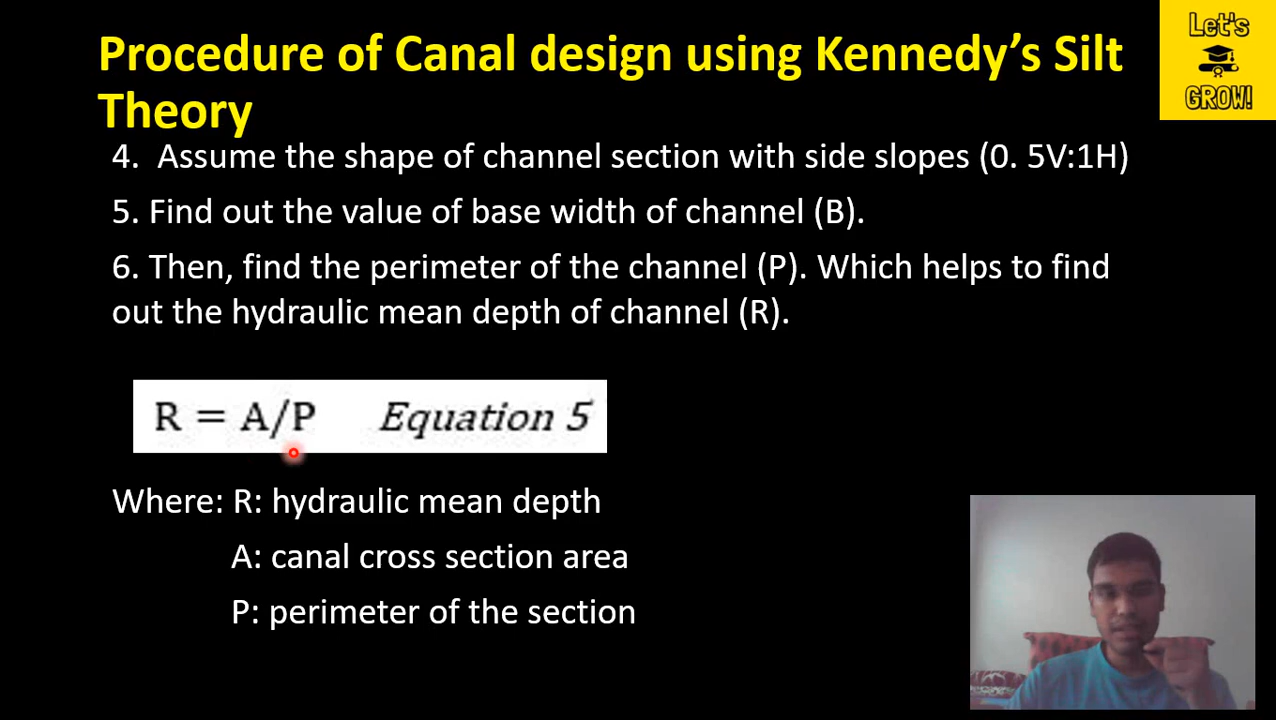 Procedure of Canal design using Kennedy’s Silt
Theory
Let's
GROW!
4. Assume the shape of channel section with side slopes (0. 5V:1H)
5. Find out the value of base width of channel (B).
6. Then, find the perimeter of the channel (P). Which helps to find
out the hydraulic mean depth of channel (R).
R = A/P Equation 5
Where: R: hydraulic mean depth
A: canal cross section area
P: perimeter of the section